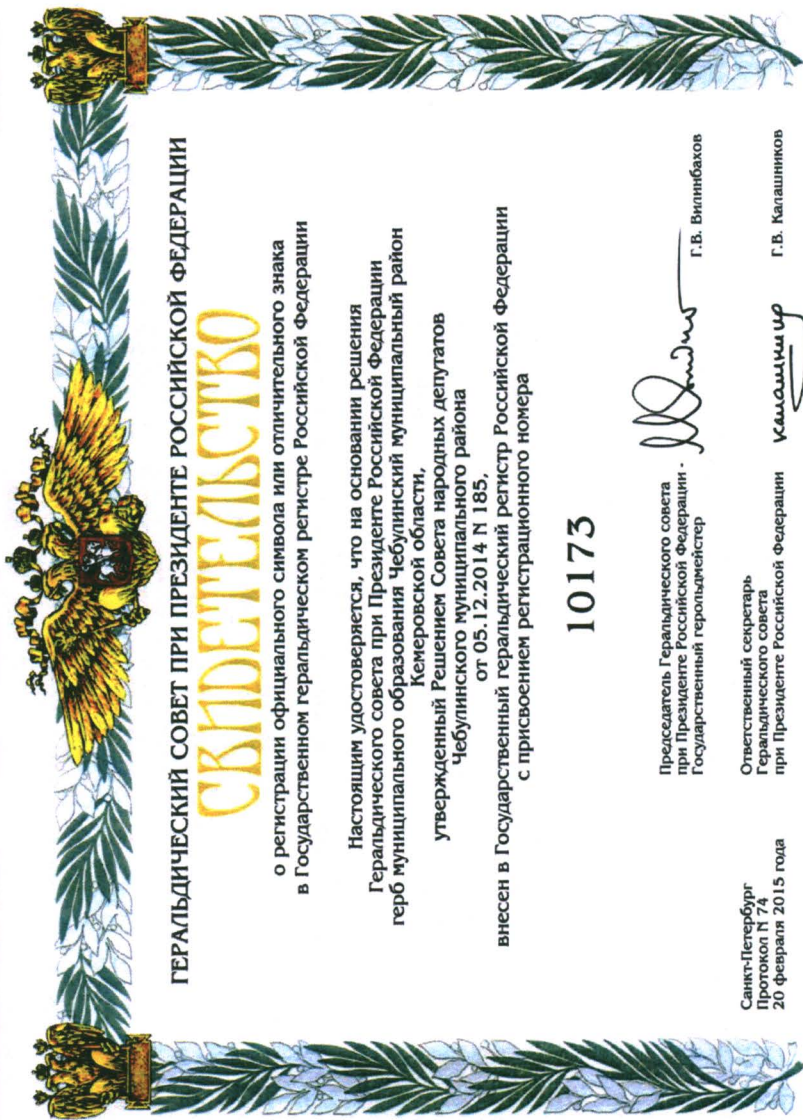 ГЕРАЛЬДИЧЕСКИЙ СОВЕТ ПРИ ПРЕЗИДЕНТЕ РОССИЙСКОЙ ФЕДЕРАЦИИ
СВИДЕТЕЛЬСТВО
о регистрации официального символа или отличительного знака
в Государственном геральдическом регистре Российской Федерации
Настоящим удостоверяется, что на основании решения
Геральдического совета при Президенте Российской Федерации
герб муниципального образования Чебулинский муниципальный район
Кемеровской области,
утвержденный Решением Совета народных депутатов
Чебулинского муниципального района
от 05.12.2014 N 185,
внесен в Государственный геральдический регистр Российской Федерации
с присвоением регистрационного номера
10173
Председатель Геральдического совета
при Президенте Российской Федерации -
Государственный герольдмейстер
Г.В. Вилинбахов
Санкт-Петербург
Протокол N 74
20 февраля 2015 года
Ответственный секретарь
Геральдического совета
при Президенте Российской Федерации
Г.В. Калашников